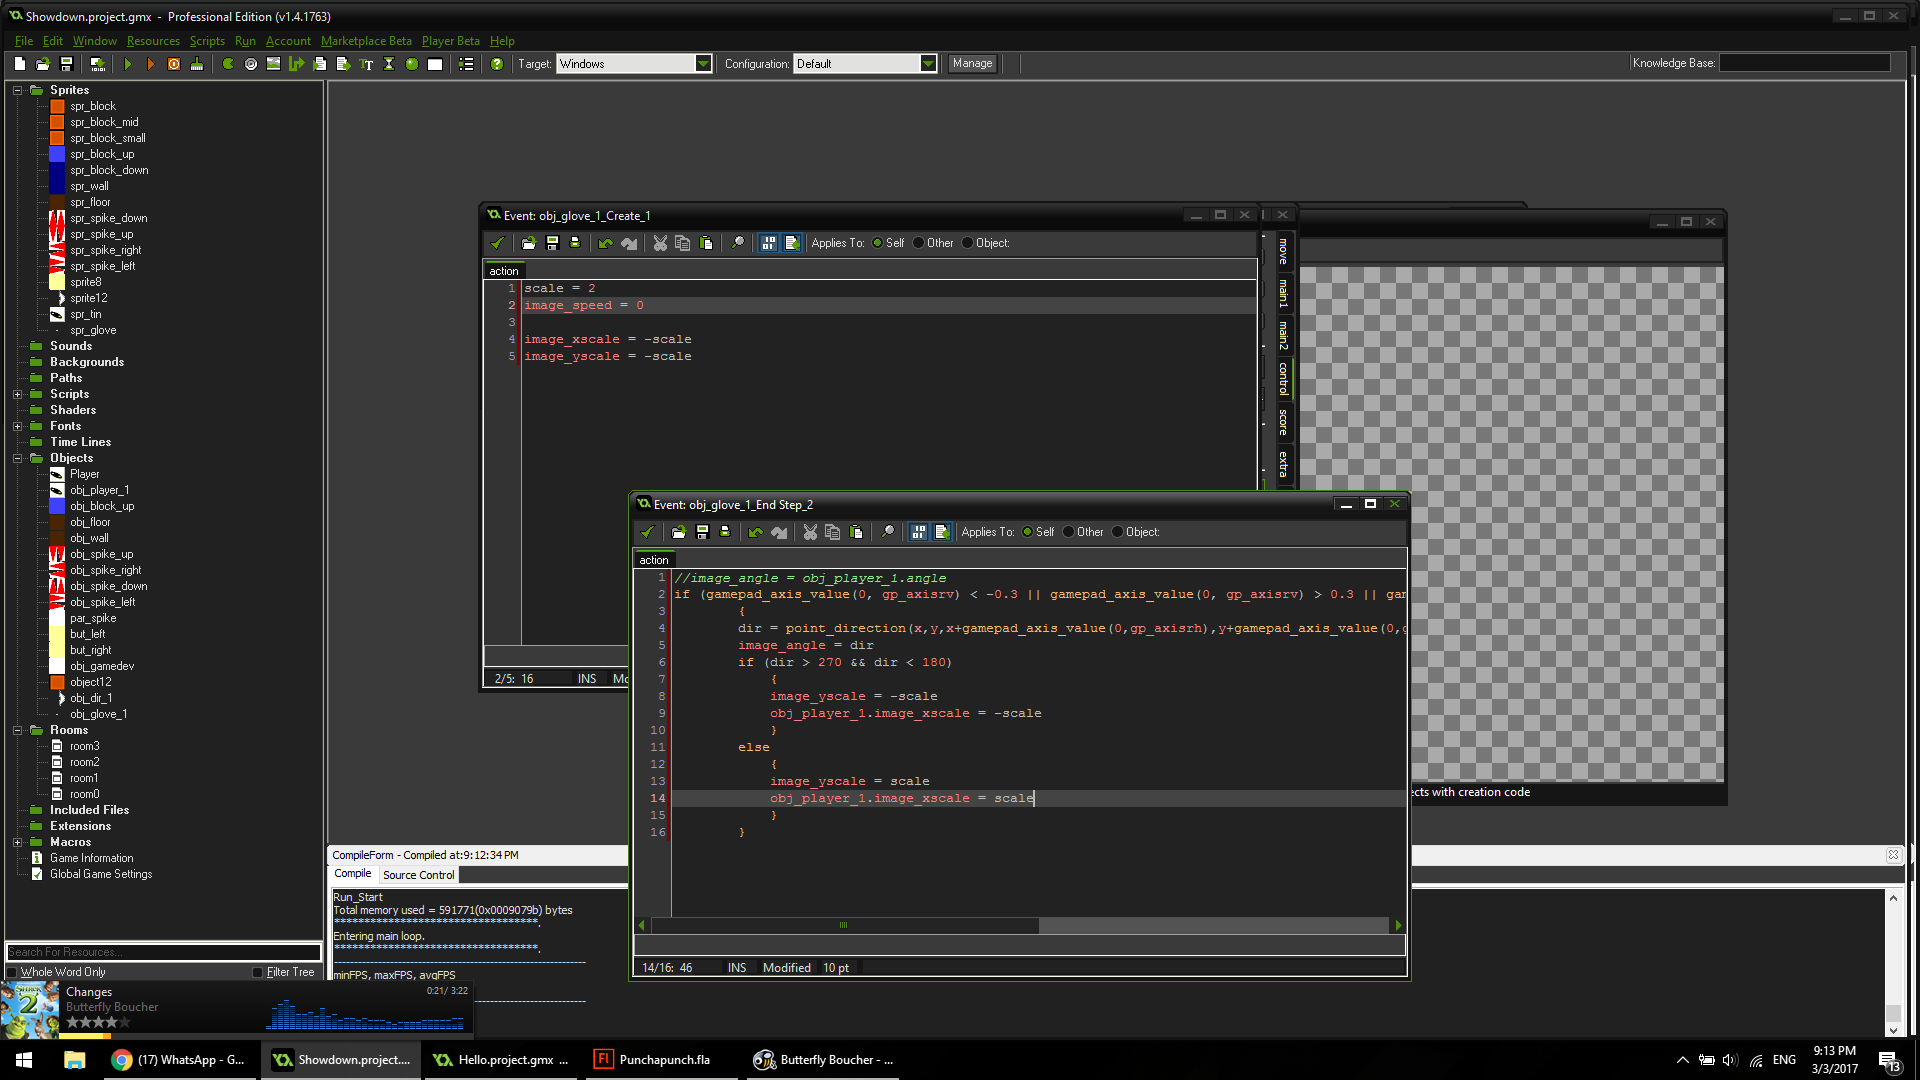 Showdown.project.gmx  -  Professional Edition (v1.4.1763)
File Edit Window Resources Scripts Run Account Marketplace Beta Player Beta Help
Target: Windows Configuration: Default Manage Knowledge Base:
Sprites
spr_block
spr_block_mid
spr_block_small
spr_block_up
spr_block_down
spr_wall
spr_floor
spr_spike_down
spr_spike_up
spr_spike_right
spr_spike_left
sprite8
sprite12
spr_tin
spr_glove
Sounds
Backgrounds
Paths
Scripts
Shaders
Fonts
Time Lines
Objects
Player
obj_player_1
obj_block_up
obj_floor
obj_wall
obj_spike_up
obj_spike_right
obj_spike_down
obj_spike_left
par_spike
but_left
but_right
obj_gamedev
object12
obj_dir_1
obj_glove_1
Rooms
room3
room2
room1
room0
Included Files
Extensions
Macros
Game Information
Global Game Settings
Search For Resources...
Whole Word Only Filter Tree
Event: obj_glove_1_Create_1
Applies To: Self Other Object:
action
1 scale = 2
2 image_speed = 0
3
4 image_xscale = -scale
5 image_yscale = -scale
2/5: 16 INS Mo
move
main1
main2
control
score
extra
Event: obj_glove_1_End Step_2
Applies To: Self Other Object:
action
1 //image_angle = obj_player_1.angle
2 if (gamepad_axis_value(0, gp_axisrv) < -0.3 || gamepad_axis_value(0, gp_axisrv) > 0.3 || gam
3 {
4 dir = point_direction(x,y,x+gamepad_axis_value(0,gp_axisrh),y+gamepad_axis_value(0,g
5 image_angle = dir
6 if (dir > 270 && dir < 180)
7 {
8 image_yscale = -scale
9 obj_player_1.image_xscale = -scale
10 }
11 else
12 {
13 image_yscale = scale
14 obj_player_1.image_xscale = scale
15 }
16 }
14/16: 46 INS Modified 10 pt
ects with creation code
CompileForm - Compiled at:9:12:34 PM
Compile Source Control
Run_Start
Total memory used = 591771(0x0009079b) bytes
***********************************.
Entering main loop.
***********************************.
minFPS, maxFPS, avgFPS
SHREK 2
Changes 0:21/ 3:22
Butterfly Boucher
(17) WhatsApp - G...
Showdown.project....
Hello.project.gmx ...
Punchapunch.fla
Butterfly Boucher - ...
ENG
9:13 PM
3/3/2017
13